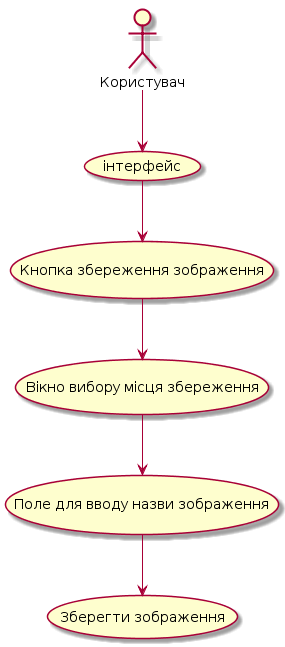 Користувач
інтерфейс
Кнопка збереження зображення
Вікно вибору місця збереження
Поле для вводу назви зображення
Зберегти зображення